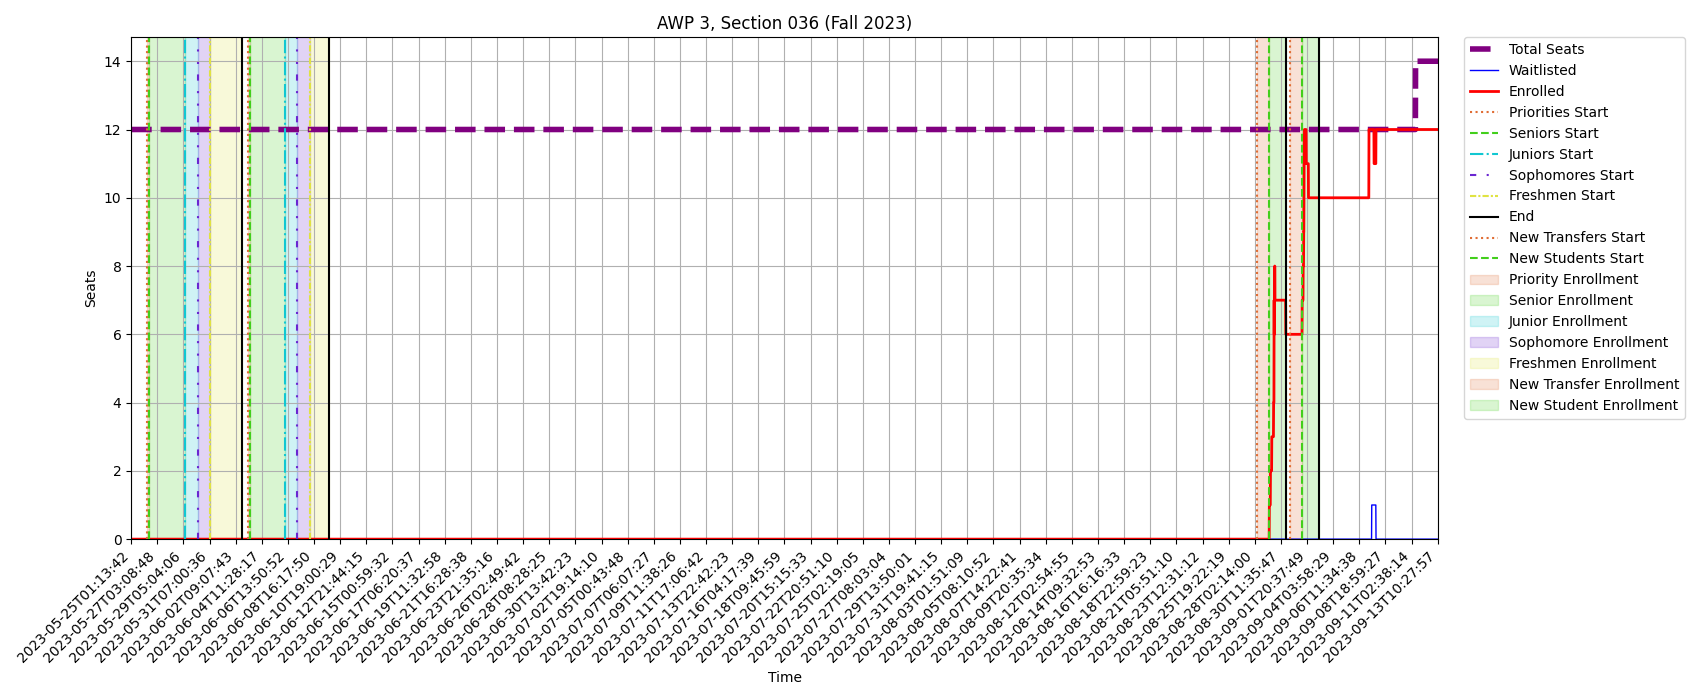 AWP 3, Section 036 (Fall 2023)
Seats
14
12
10
8
6
4
2
0
2023-05-25T01:13:42
2023-05-27T03:08:48
2023-05-29T05:04:06
2023-05-31T07:00:36
2023-06-02T09:07:43
2023-06-04T11:28:17
2023-06-06T13:50:52
2023-06-08T16:17:50
2023-06-10T19:00:29
2023-06-12T21:44:15
2023-06-15T00:59:32
2023-06-17T06:20:37
2023-06-19T11:32:58
2023-06-21T16:28:38
2023-06-23T21:35:16
2023-06-26T02:49:42
2023-06-28T08:28:25
2023-06-30T13:42:23
2023-07-02T19:14:10
2023-07-05T00:43:48
2023-07-07T06:07:27
2023-07-09T11:38:26
2023-07-11T17:06:42
2023-07-13T22:42:23
2023-07-16T04:17:39
2023-07-18T09:45:59
2023-07-20T15:15:33
2023-07-22T20:51:10
2023-07-25T02:19:05
2023-07-27T08:03:04
2023-07-29T13:50:01
2023-07-31T19:41:15
2023-08-03T01:51:09
2023-08-05T08:10:52
2023-08-07T14:22:41
2023-08-09T20:35:34
2023-08-12T02:54:55
2023-08-14T09:32:53
2023-08-16T16:16:33
2023-08-18T22:59:23
2023-08-21T05:51:10
2023-08-23T12:31:12
2023-08-25T19:22:19
2023-08-28T02:14:00
2023-08-30T11:35:47
2023-09-01T20:37:49
2023-09-04T03:58:29
2023-09-06T11:34:38
2023-09-08T18:59:27
2023-09-11T02:38:14
2023-09-13T10:27:57
Time
Total Seats
Waitlisted
Enrolled
Priorities Start
Seniors Start
Juniors Start
Sophomores Start
Freshmen Start
End
New Transfers Start
New Students Start
Priority Enrollment
Senior Enrollment
Junior Enrollment
Sophomore Enrollment
Freshmen Enrollment
New Transfer Enrollment
New Student Enrollment